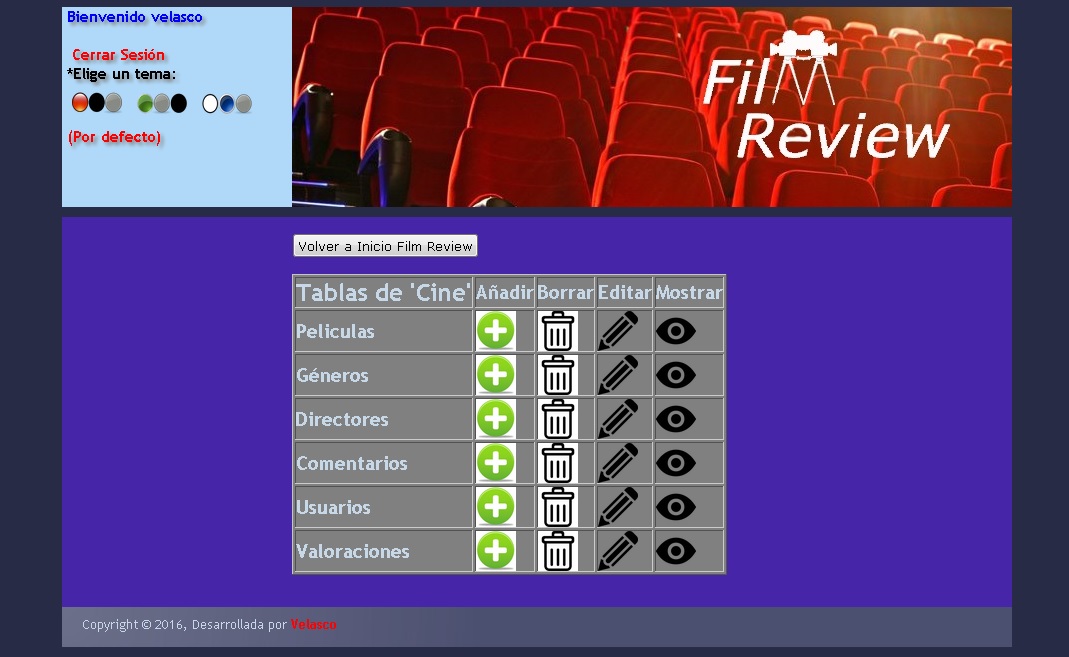 Bienvenido velasco
Cerrar Sesión
*Elige un tema:
(Por defecto)
Film
Review
Volver a Inicio Film Review
Tablas de 'Cine' Añadir Borrar Editar Mostrar
Peliculas
Géneros
Directores
Comentarios
Usuarios
Valoraciones
Copyright © 2016, Desarrollada por Velasco